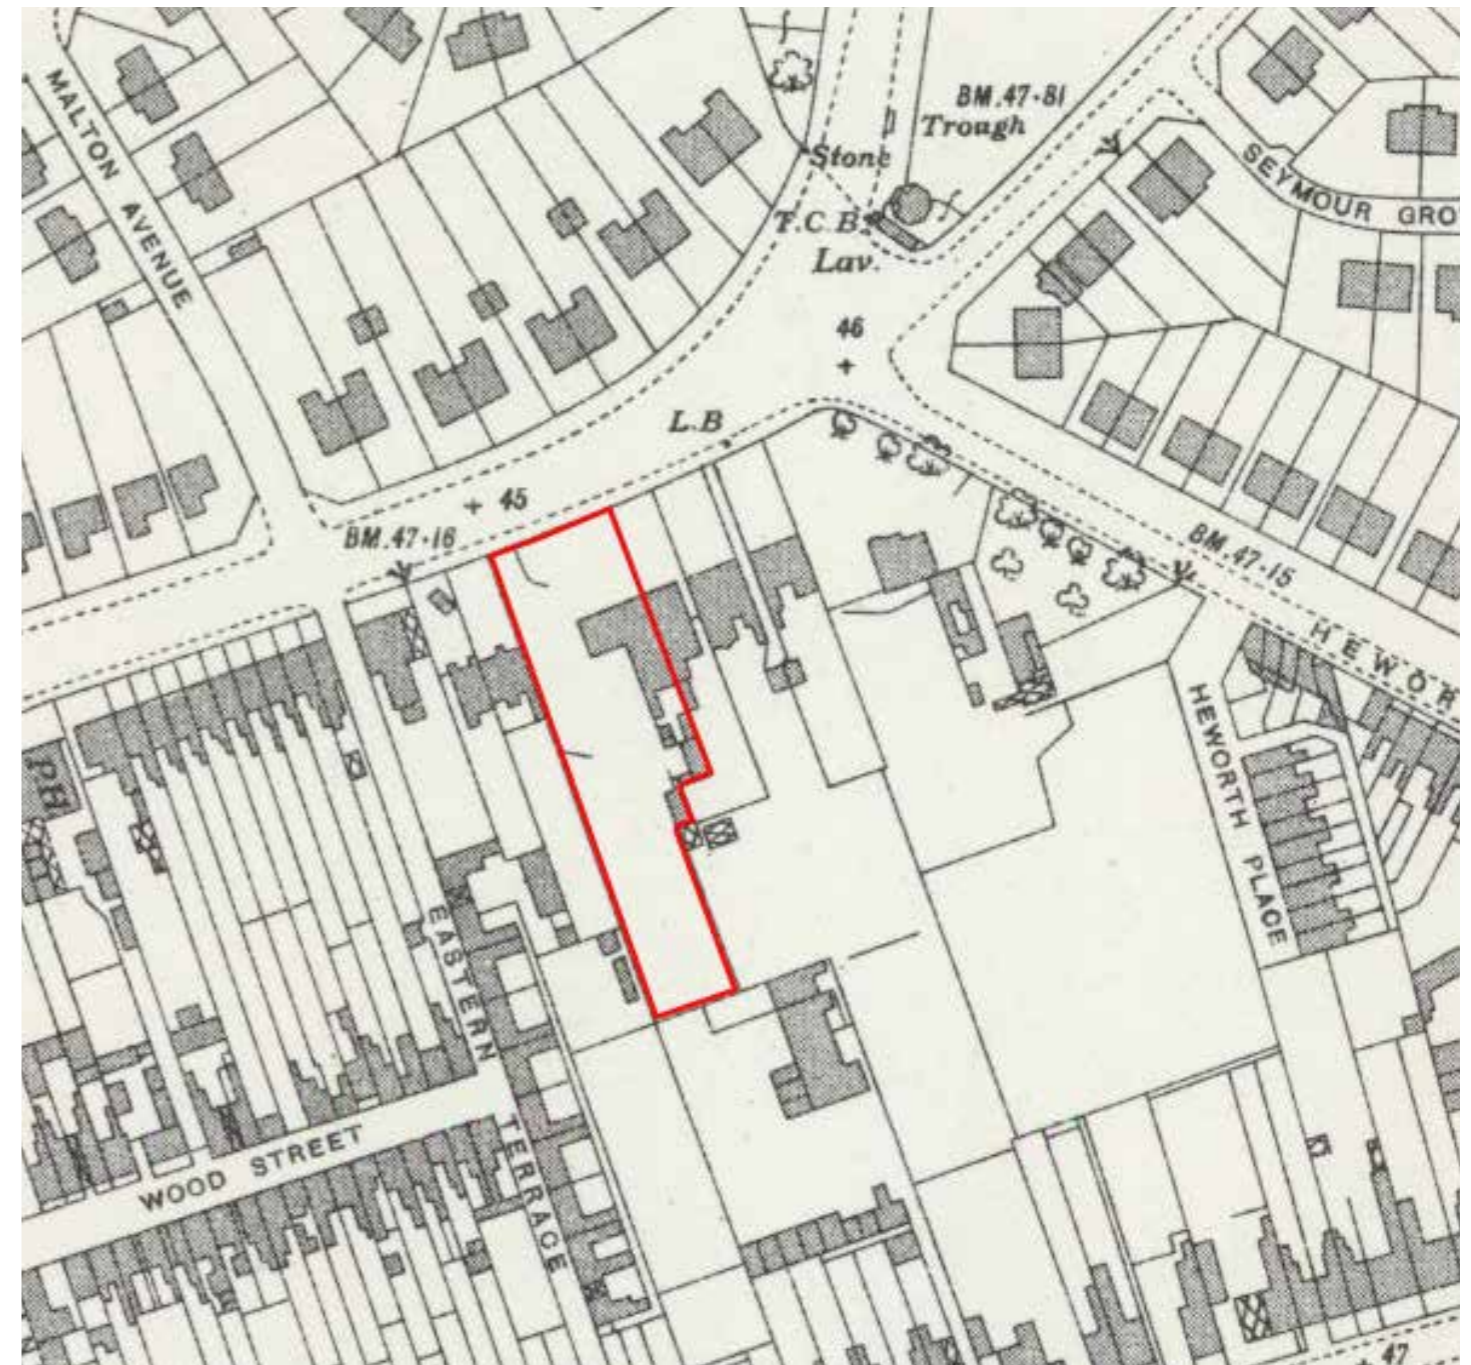 MALTON AVENUE
BM.47·81
Trough
Stone
T.C.B.
Lav.
SEYMOUR GRO
46
L.B
45
BM.47·16
BM.47·15
HEWOR
HEWORTH PLACE
PH
EASTERN TERRACE
WOOD STREET
47